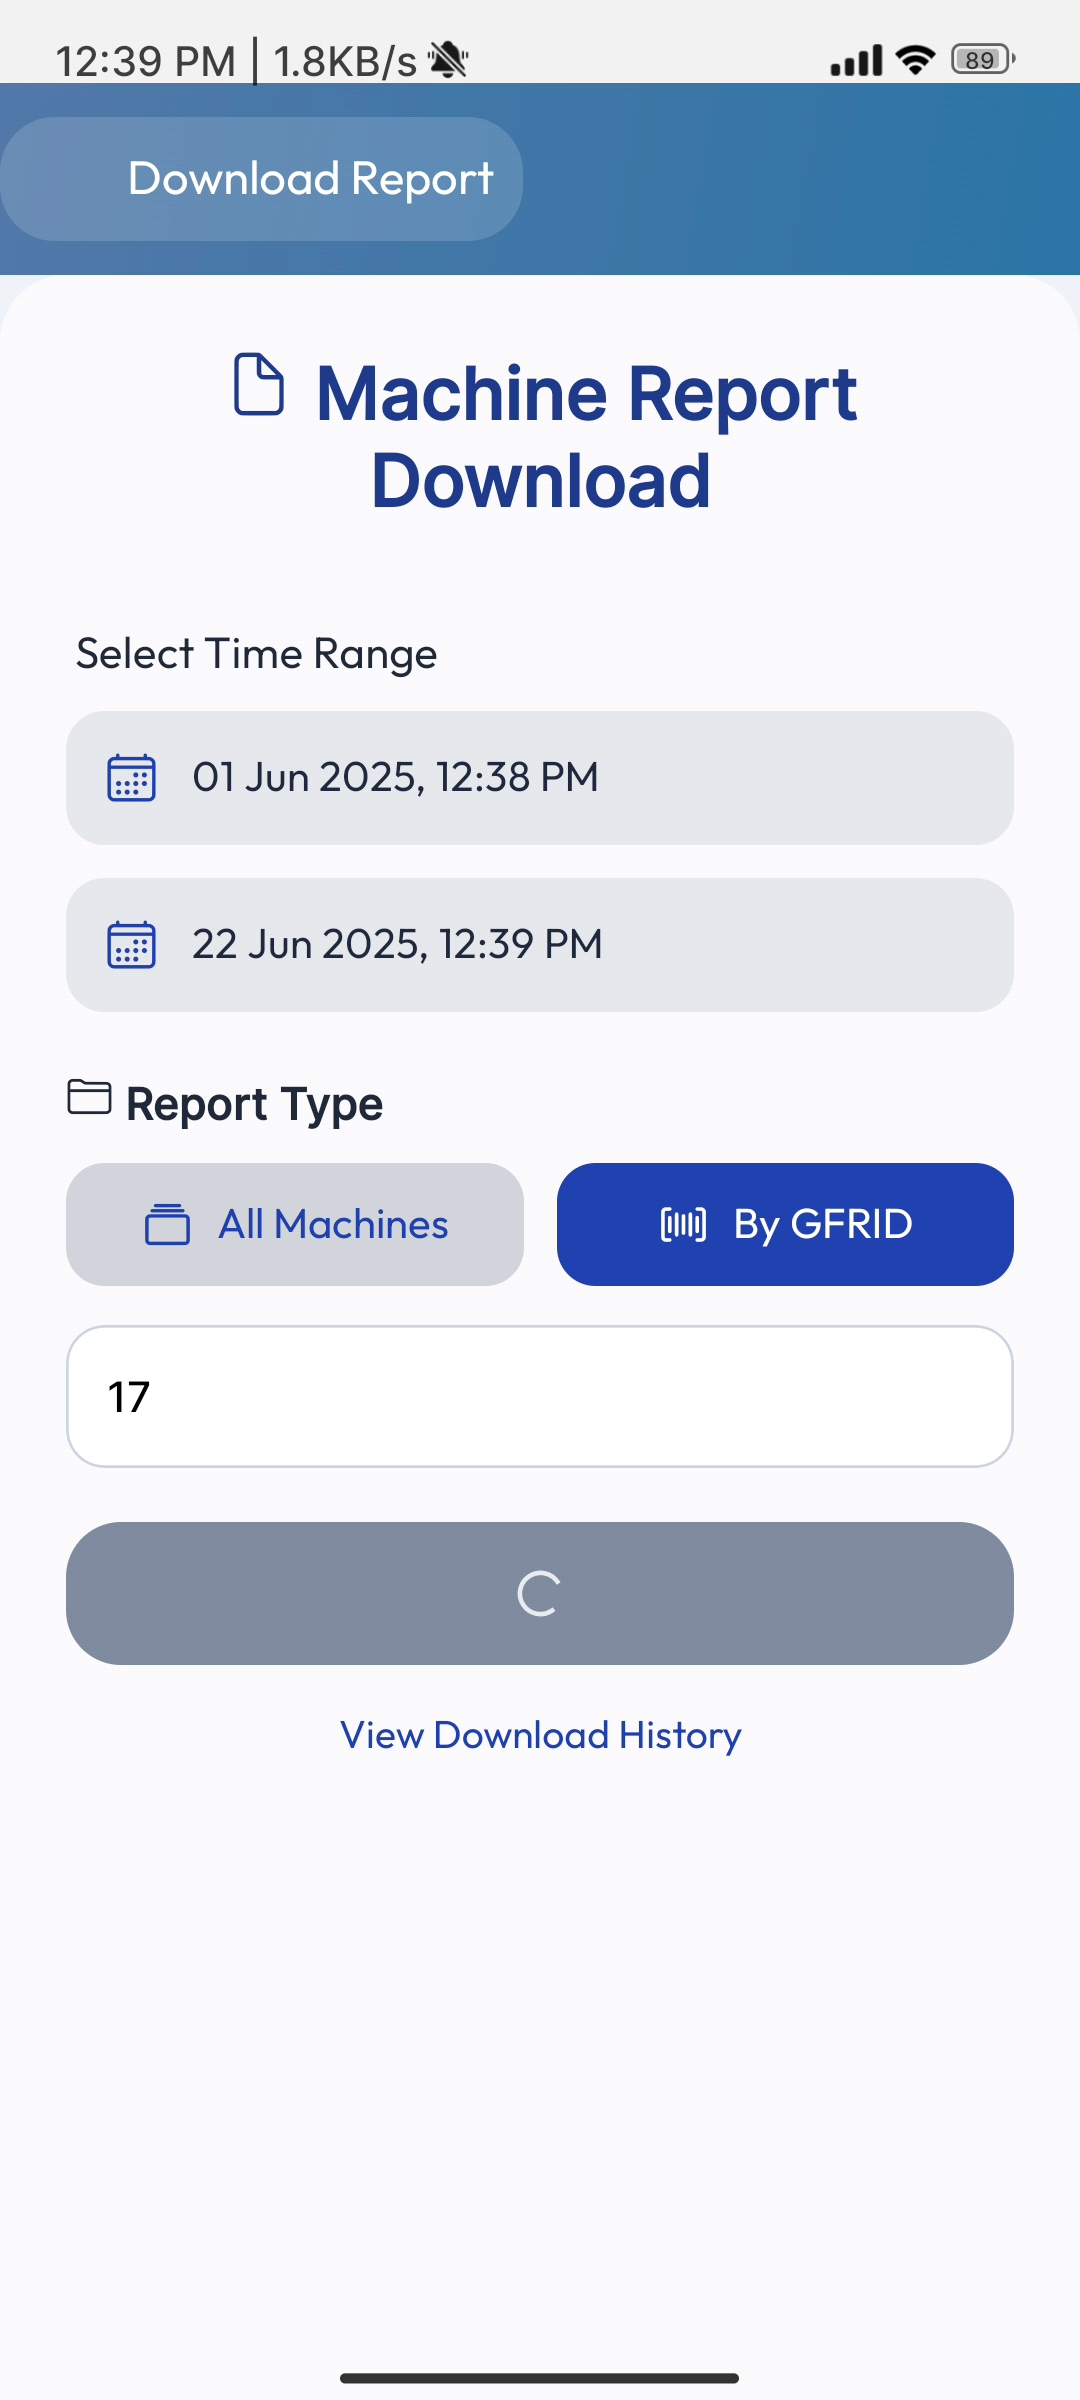 12:39 PM | 1.8KB/s
89
Download Report
Machine Report
Download
Select Time Range
01 Jun 2025, 12:38 PM
22 Jun 2025, 12:39 PM
Report Type
All Machines
By GFRID
17
View Download History